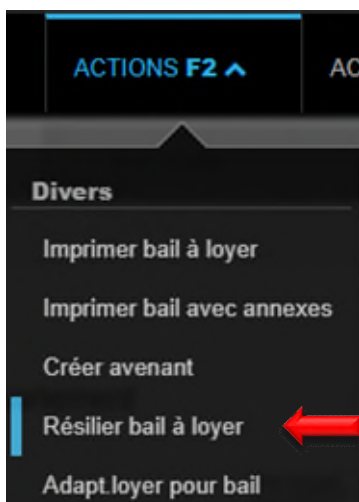 ACTIONS F2
AC
Divers
Imprimer bail à loyer
Imprimer bail avec annexes
Créer avenant
Résilier bail à loyer
Adapt.loyer pour bail